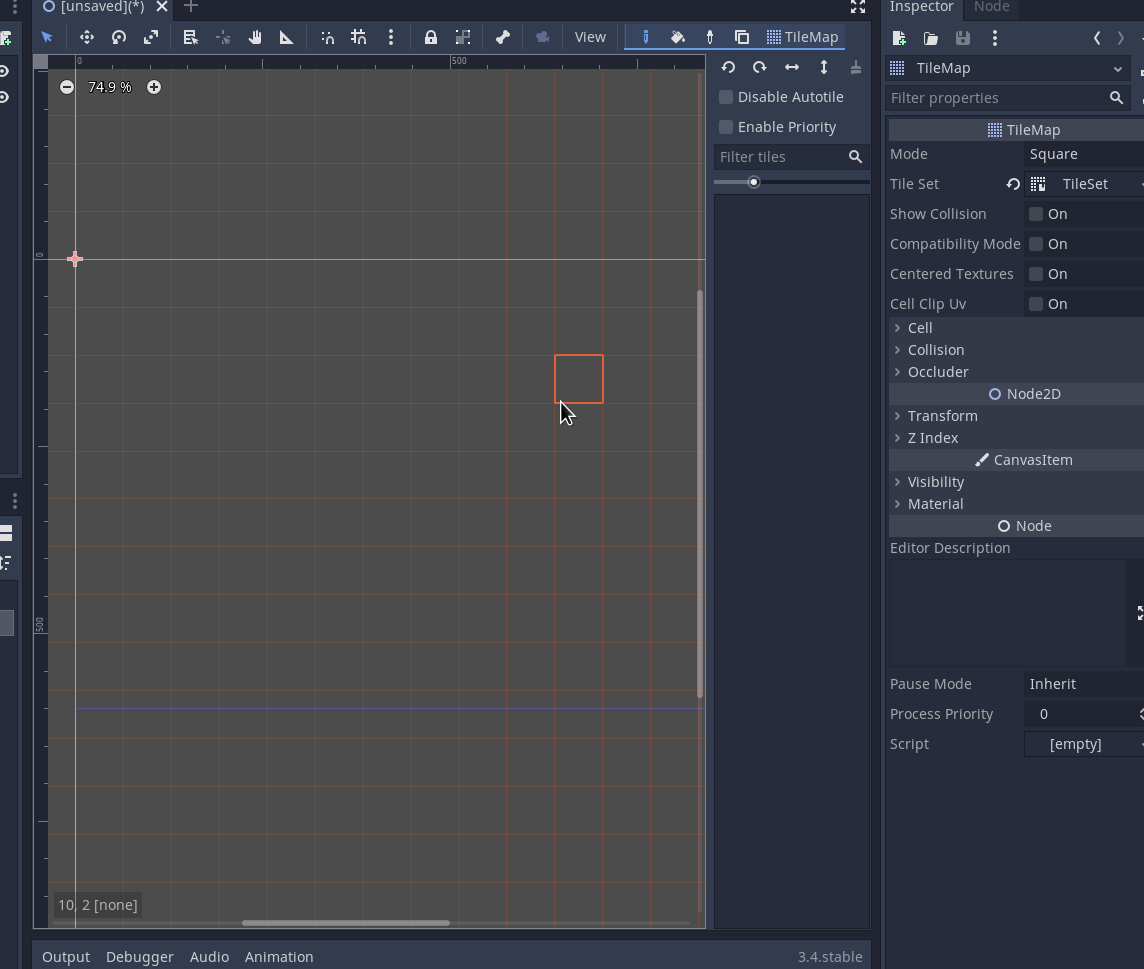 [unsaved](*)
View
TileMap
0
500
74.9 %
0
500
10, 2 [none]
Disable Autotile
Enable Priority
Filter tiles
Output Debugger Audio Animation 3.4.stable
Inspector Node
TileMap
Filter properties
TileMap
Mode Square
Tile Set TileSet
Show Collision On
Compatibility Mode On
Centered Textures On
Cell Clip Uv On
Cell
Collision
Occluder
Node2D
Transform
Z Index
CanvasItem
Visibility
Material
Node
Editor Description
Pause Mode Inherit
Process Priority 0
Script [empty]